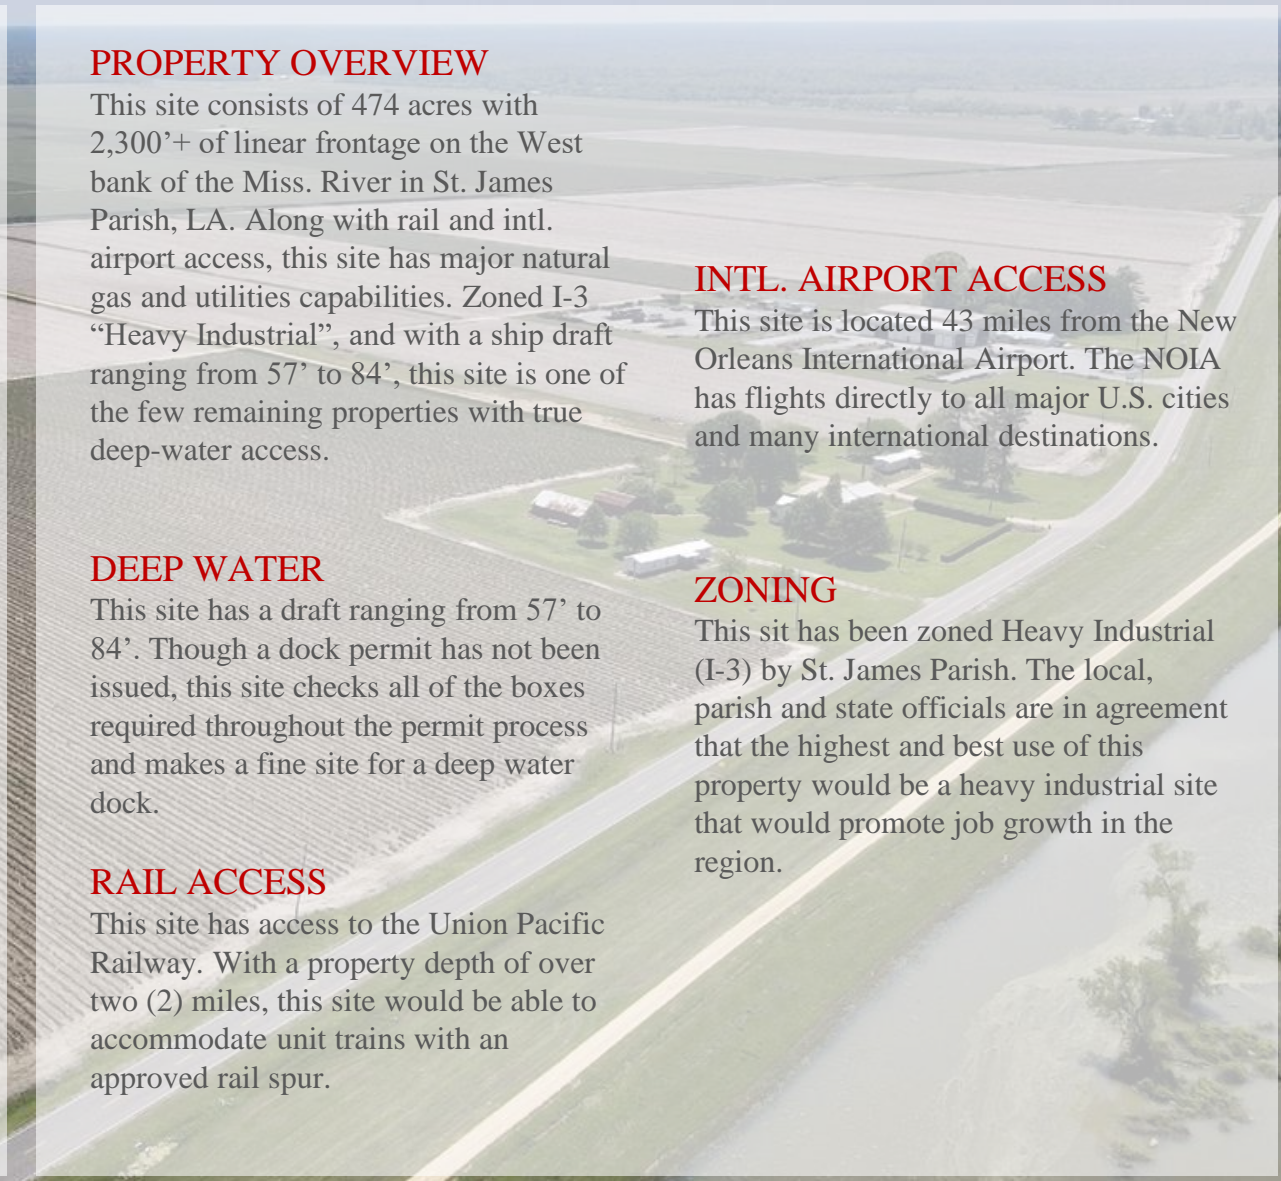 PROPERTY OVERVIEW
This site consists of 474 acres with
2,300’+ of linear frontage on the West
bank of the Miss. River in St. James
Parish, LA. Along with rail and intl.
airport access, this site has major natural
gas and utilities capabilities. Zoned I-3
“Heavy Industrial”, and with a ship draft
ranging from 57’ to 84’, this site is one of
the few remaining properties with true
deep-water access.
DEEP WATER
This site has a draft ranging from 57’ to
84’. Though a dock permit has not been
issued, this site checks all of the boxes
required throughout the permit process
and makes a fine site for a deep water
dock.
RAIL ACCESS
This site has access to the Union Pacific
Railway. With a property depth of over
two (2) miles, this site would be able to
accommodate unit trains with an
approved rail spur.
INTL. AIRPORT ACCESS
This site is located 43 miles from the New
Orleans International Airport. The NOIA
has flights directly to all major U.S. cities
and many international destinations.
ZONING
This sit has been zoned Heavy Industrial
(I-3) by St. James Parish. The local,
parish and state officials are in agreement
that the highest and best use of this
property would be a heavy industrial site
that would promote job growth in the
region.